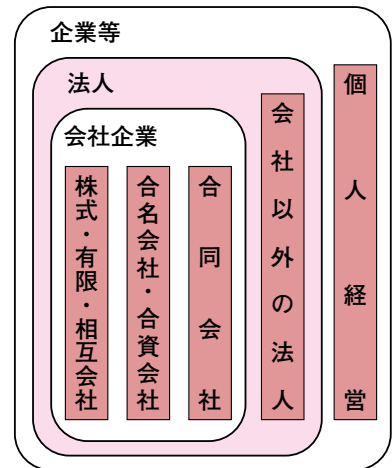 企業等
法人
会社企業
株式・有限・相互会社
合名会社・合資会社
合同会社
会社以外の法人
個人経営